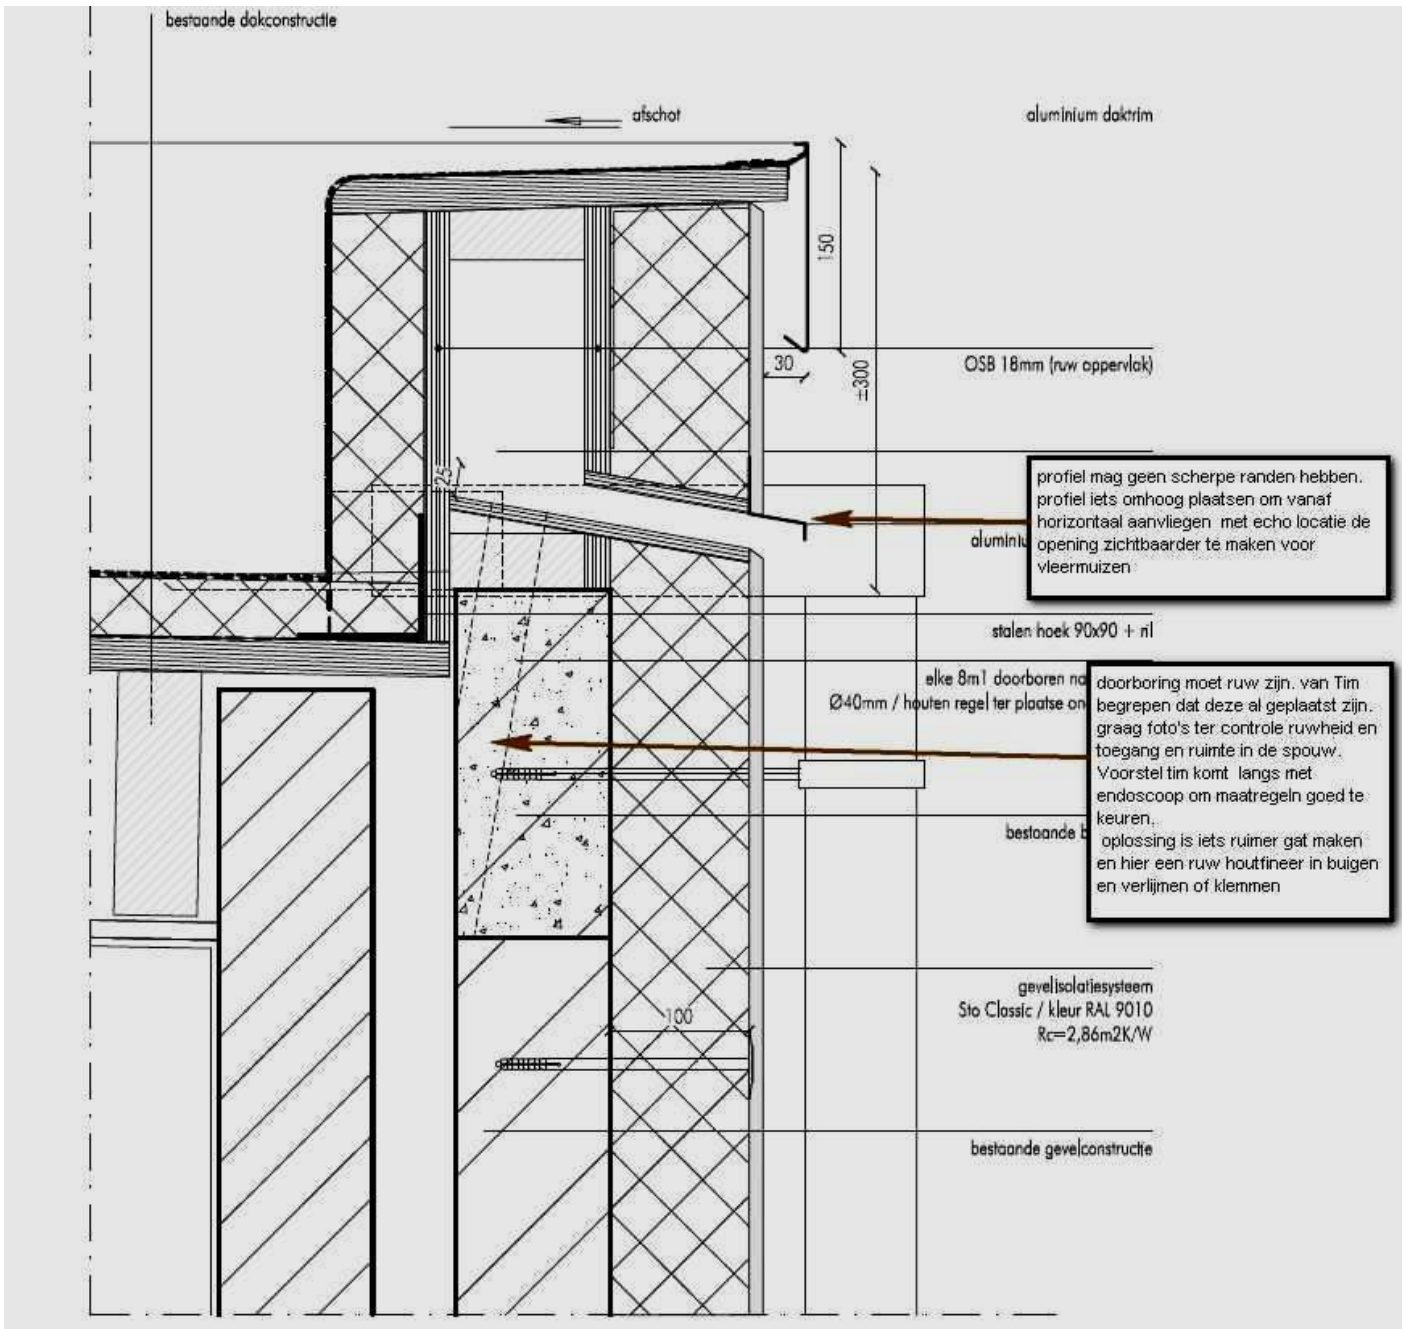 bestaande dakconstructie
afschot
aluminium daktrim
150
±300
30
OSB 18mm (ruw oppervlak)
25
profiel mag geen scherpe randen hebben.
profiel iets omhoog plaatsen om vanaf
horizontaal aanvliegen met echo locatie de
opening zichtbaarder te maken voor
vleermuizen
stalen hoek 90x90 + ril
elke 8m1 doorboren
Ø40mm / houten regel ter plaatse
doorboring moet ruw zijn. van Tim
begrepen dat deze al geplaatst zijn.
graag foto's ter controle ruwheid en
toegang en ruimte in de spouw.
Voorstel tim komt langs met
endoscoop om maatregeln goed te
keuren.
oplossing is iets ruimer gat maken
en hier een ruw houtfineer in buigen
en verlijmen of klemmen
bestaande
gevelisolatiesysteem
Sto Classic / kleur RAL 9010
Rc=2,86m2K/W
100
bestaande gevelconstructie